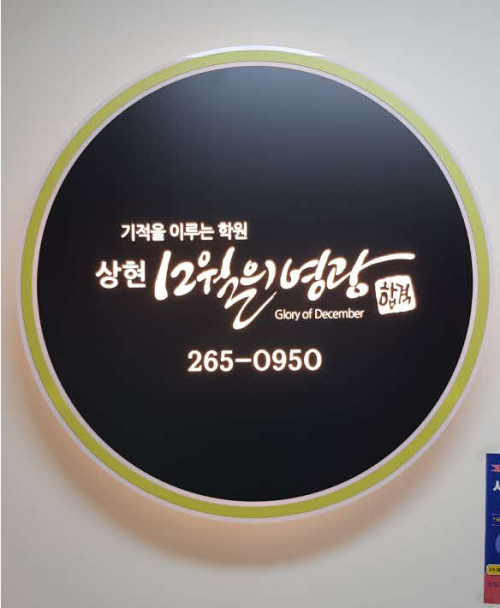 기적을 이루는 학원
상현 12월의 영광 합격
Glory of December
265-0950